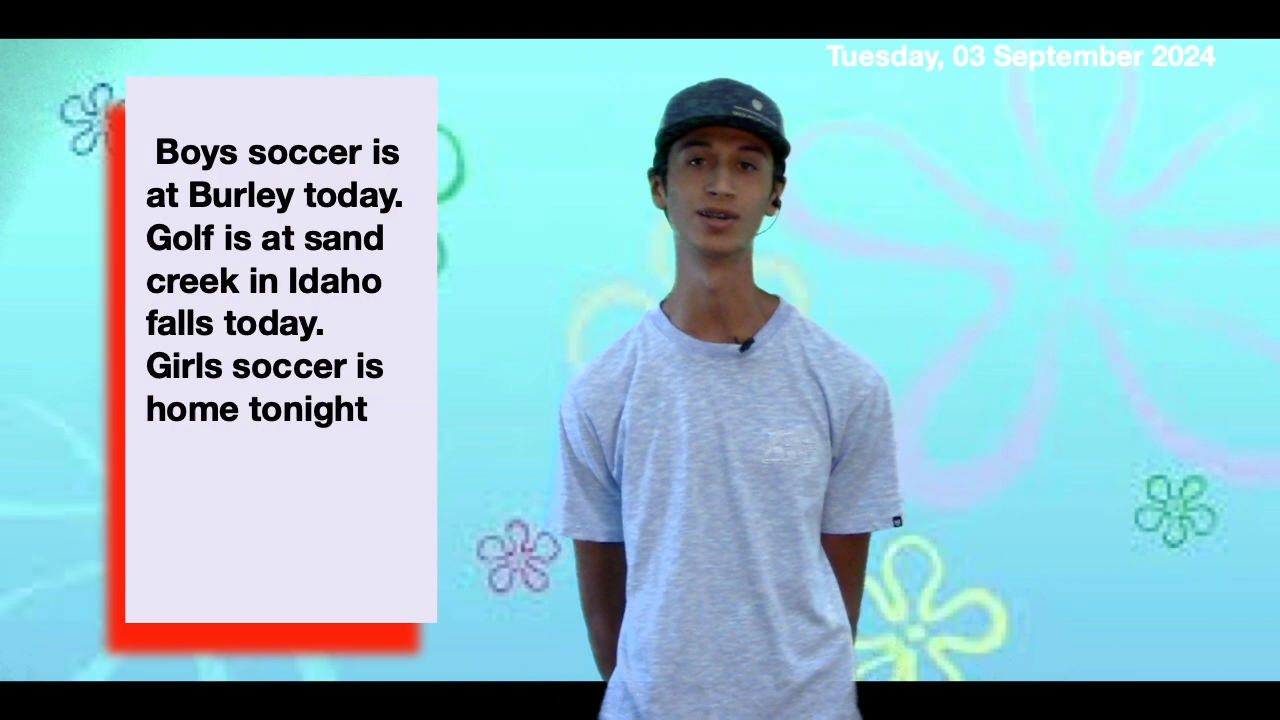 Tuesday, 03 September 2024
Boys soccer is
at Burley today.
Golf is at sand
creek in Idaho
falls today.
Girls soccer is
home tonight